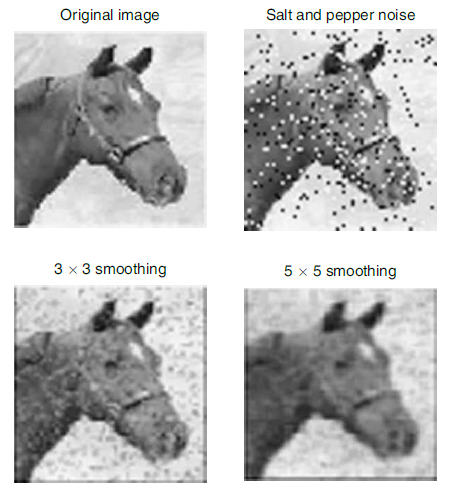 Original image
Salt and pepper noise
3 × 3 smoothing
5 × 5 smoothing